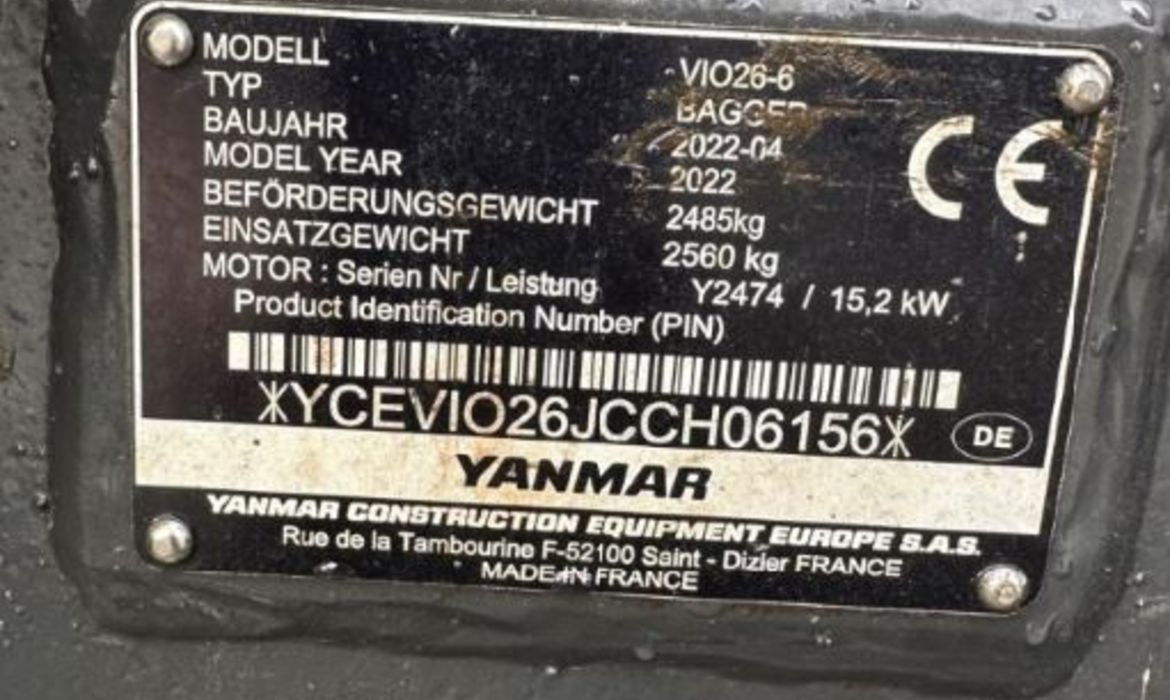 MODELL VIO26-6
TYP BAGGER
BAUJAHR 2022-04
MODEL YEAR 2022
BEFÖRDERUNGSGEWICHT 2485kg
EINSATZGEWICHT 2560 kg
MOTOR : Serien Nr / Leistung Y2474 / 15,2 kW
Product Identification Number (PIN)
*YCEVIO26JCCH06156*
CE
DE
YANMAR
YANMAR CONSTRUCTION EQUIPMENT EUROPE S.A.S.
Rue de la Tambourine F-52100 Saint - Dizier FRANCE
MADE IN FRANCE